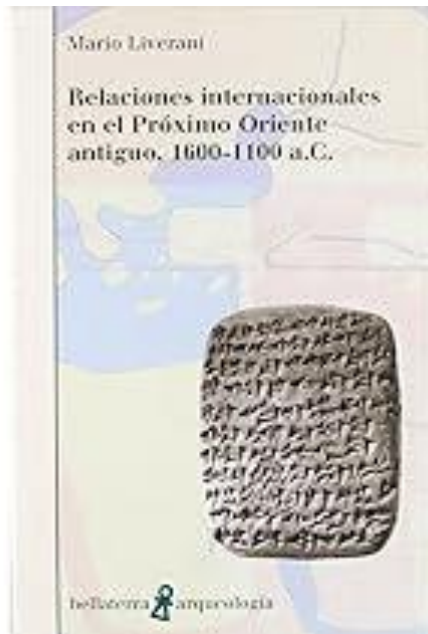 Mario Liverani
Relaciones internacionales
en el Próximo Oriente
antiguo, 1600-1100 a.C.
bellaterra arqueología